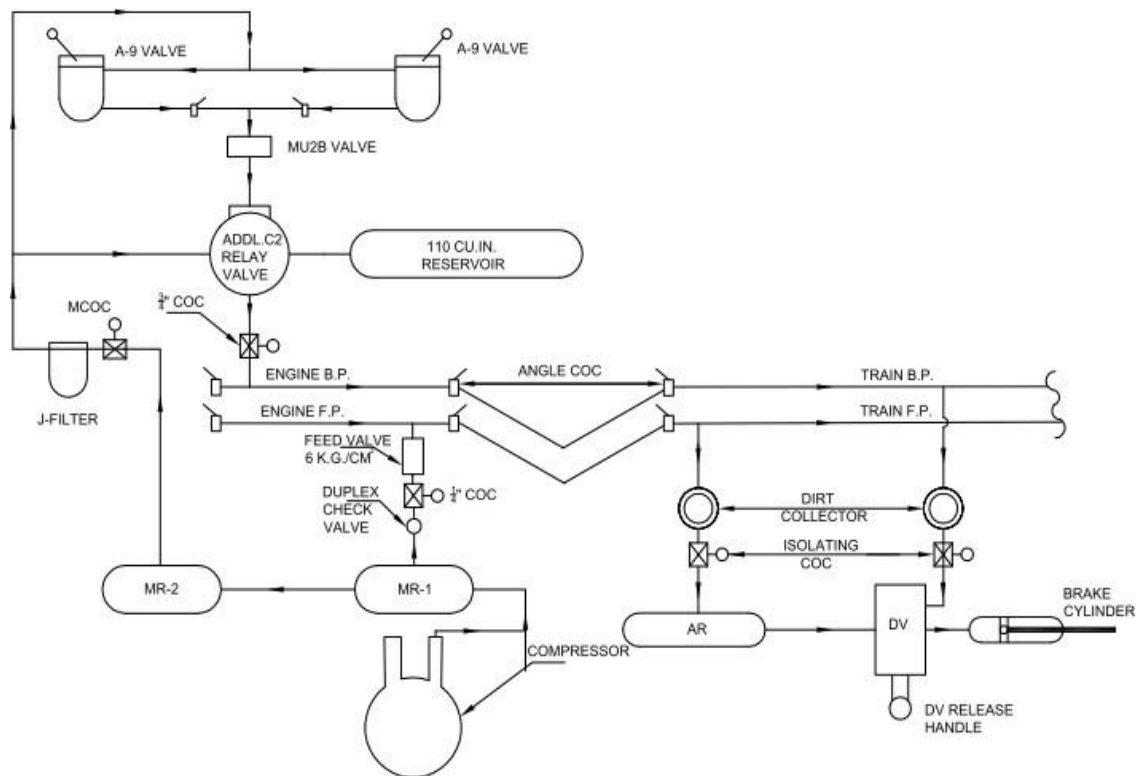 A-9 VALVE
A-9 VALVE
MU2B VALVE
ADDL.C2
RELAY
VALVE
110 CU.IN.
RESERVOIR
MCOC
3/4" COC
J-FILTER
ENGINE B.P.
ANGLE COC
TRAIN B.P.
ENGINE F.P.
TRAIN F.P.
FEED VALVE
6 K.G./CM²
DUPLEX
CHECK
VALVE
1/2" COC
DIRT
COLLECTOR
ISOLATING
COC
MR-2
MR-1
AR
DV
BRAKE
CYLINDER
COMPRESSOR
DV RELEASE
HANDLE